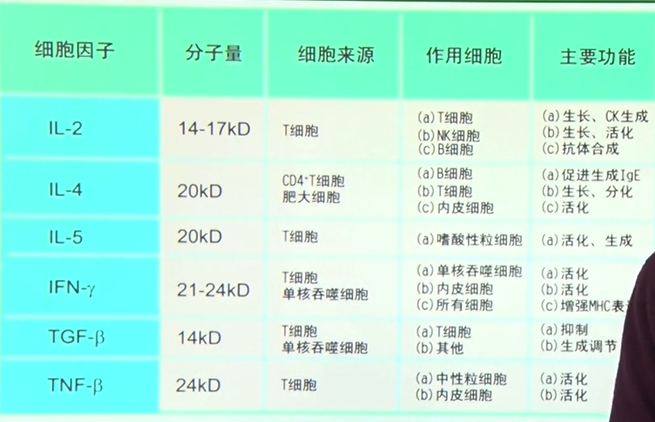 细胞因子 分子量 细胞来源 作用细胞 主要功能
IL-2 14-17kD T细胞 (a)T细胞 (a)生长、CK生成
(b)NK细胞 (b)生长、活化
(c)B细胞 (c)抗体合成
IL-4 20kD CD4⁺T细胞 (a)B细胞 (a)促进生成IgE
肥大细胞 (b)T细胞 (b)生长、分化
(c)内皮细胞 (c)活化
IL-5 20kD T细胞 (a)嗜酸性粒细胞 (a)活化、生成
IFN-γ 21-24kD T细胞 (a)单核吞噬细胞 (a)活化
单核吞噬细胞 (b)内皮细胞 (b)活化
(c)所有细胞 (c)增强MHC表
TGF-β 14kD T细胞 (a)T细胞 (a)抑制
单核吞噬细胞 (b)其他 (b)生成调节
TNF-β 24kD T细胞 (a)中性粒细胞 (a)活化
(b)内皮细胞 (b)活化